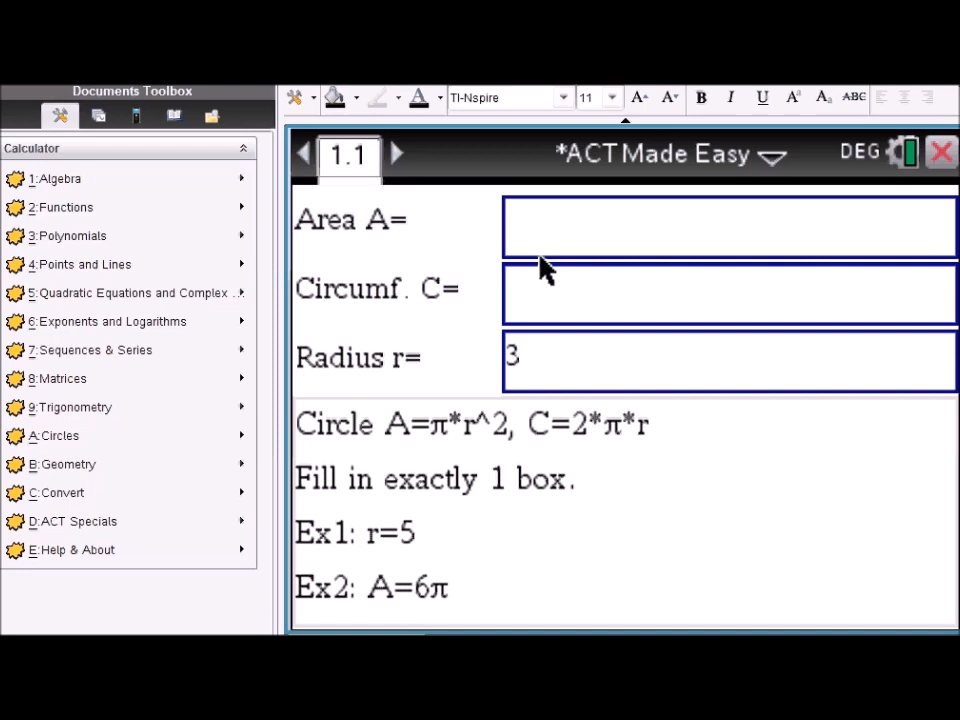 Documents Toolbox
TI-Nspire
11
B I U A A ABC
Calculator
1:Algebra
2:Functions
3:Polynomials
4:Points and Lines
5:Quadratic Equations and Complex ...
6:Exponents and Logarithms
7:Sequences & Series
8:Matrices
9:Trigonometry
A:Circles
B:Geometry
C:Convert
D:ACT Specials
E:Help & About
1.1
*ACT Made Easy
DEG
Area A=
Circumf. C=
Radius r=
3
Circle A=π*r^2, C=2*π*r
Fill in exactly 1 box.
Ex1: r=5
Ex2: A=6π